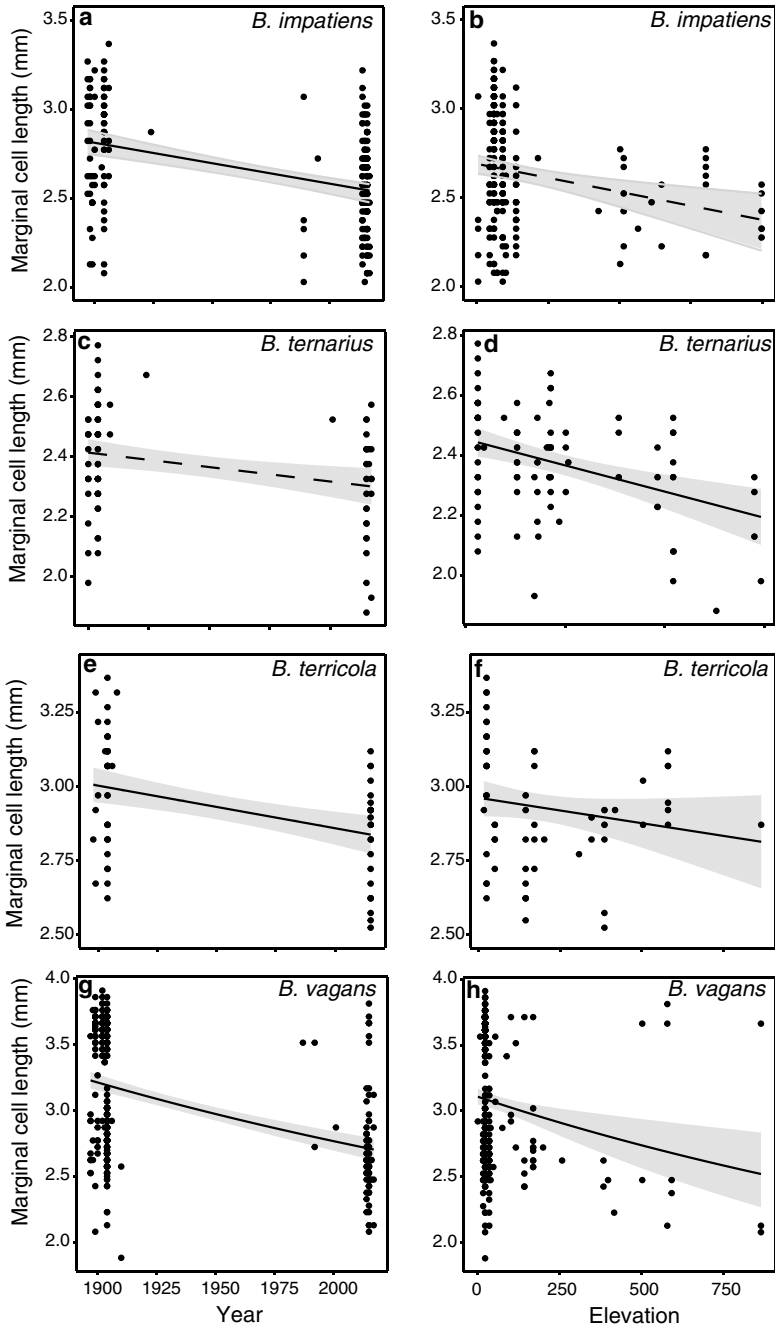 a
B. impatiens
b
B. impatiens
Marginal cell length (mm)
3.5
3.0
2.5
2.0
3.5
3.0
2.5
2.0
c
B. ternarius
d
B. ternarius
Marginal cell length (mm)
2.8
2.6
2.4
2.2
2.0
2.8
2.6
2.4
2.2
2.0
e
B. terricola
f
B. terricola
Marginal cell length (mm)
3.25
3.00
2.75
2.50
3.25
3.00
2.75
2.50
g
B. vagans
h
B. vagans
Marginal cell length (mm)
4.0
3.5
3.0
2.5
2.0
4.0
3.5
3.0
2.5
2.0
1900 1925 1950 1975 2000
Year
0 250 500 750
Elevation